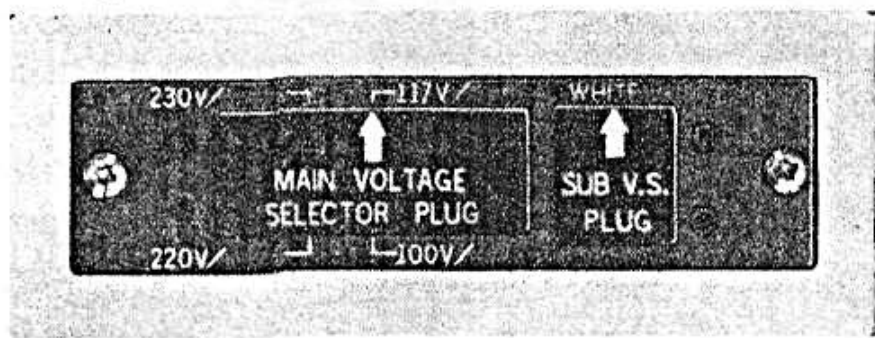 230V/ 117V/ WHITE
MAIN VOLTAGE
SELECTOR PLUG
SUB V.S.
PLUG
220V/ 100V/